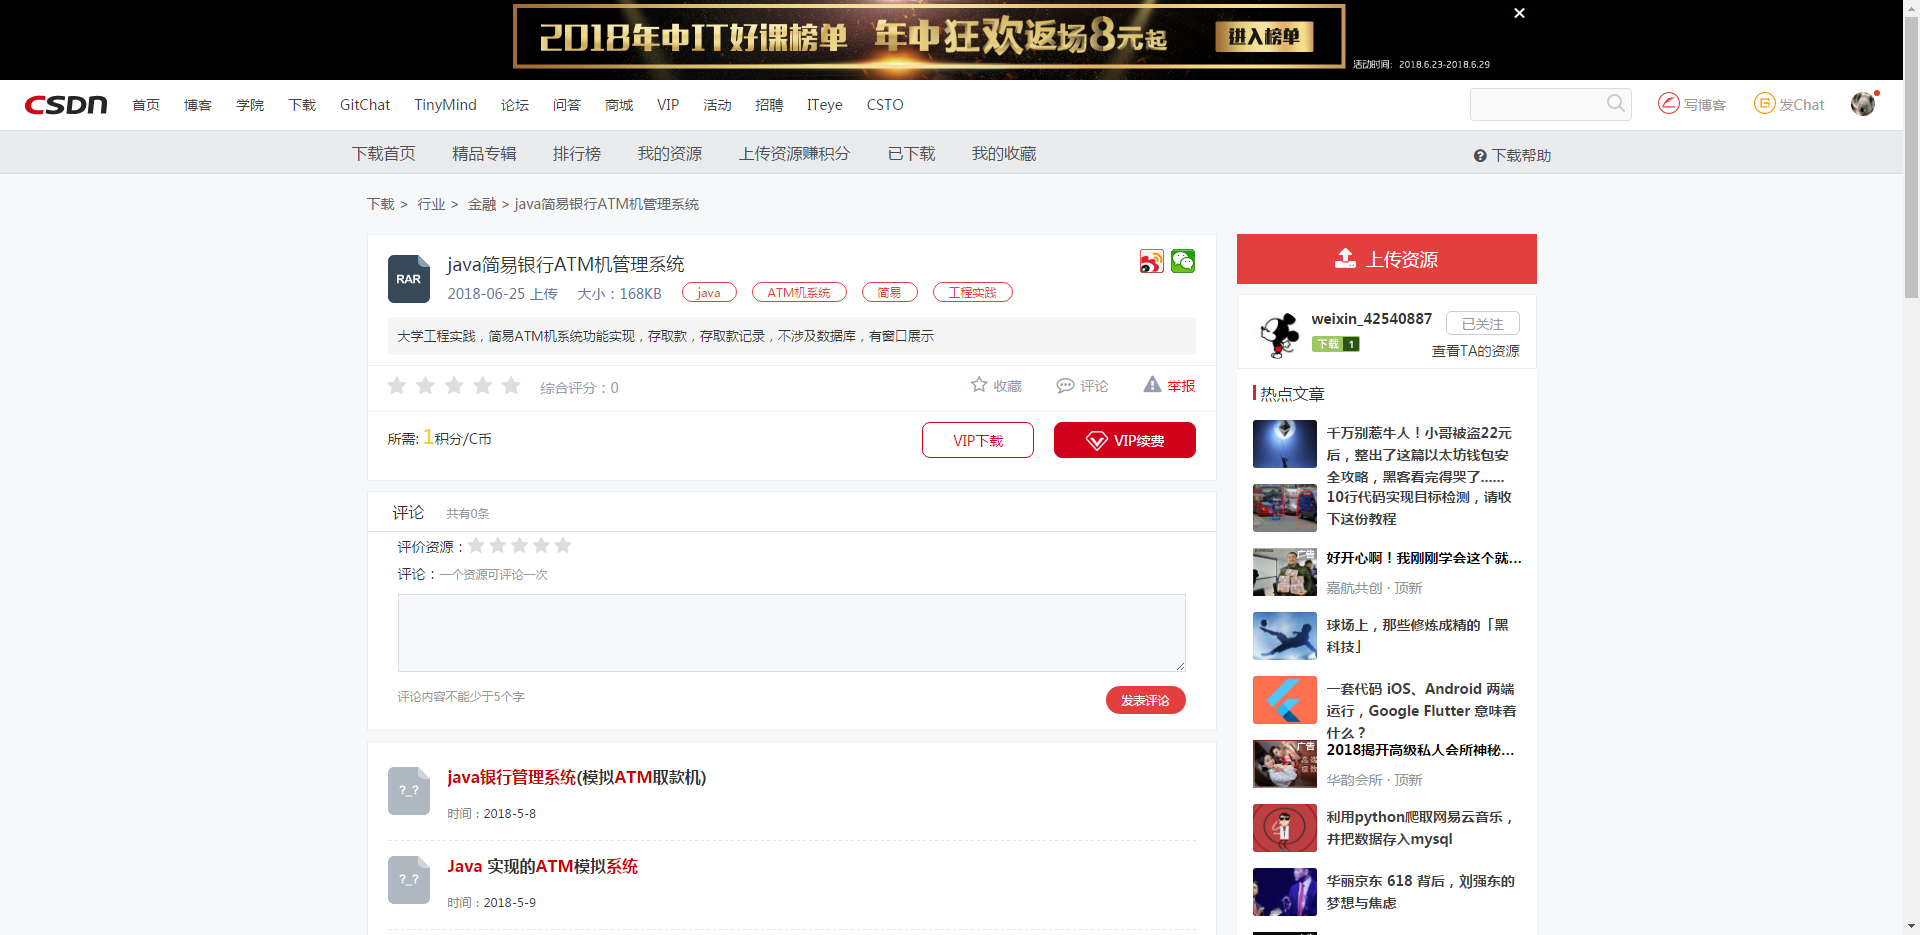 2018年中IT好课榜单 年中狂欢返场8元起 进入榜单
活动时间：2018.6.23-2018.6.29
CSDN 首页 博客 学院 下载 GitChat TinyMind 论坛 问答 商城 VIP 活动 招聘 ITeye CSTO 写博客 发Chat
下载首页 精品专辑 排行榜 我的资源 上传资源赚积分 已下载 我的收藏 下载帮助
下载 > 行业 > 金融 > java简易银行ATM机管理系统
RAR
java简易银行ATM机管理系统
2018-06-25 上传 大小：168KB java ATM机系统 简易 工程实践
大学工程实践，简易ATM机系统功能实现，存取款，存取款记录，不涉及数据库，有窗口展示
综合评分：0 收藏 评论 举报
所需: 1积分/C币 VIP下载 VIP续费
评论 共有0条
评价资源：
评论：一个资源可评论一次
评论内容不能少于5个字 发表评论
?_?
java银行管理系统(模拟ATM取款机)
时间：2018-5-8
?_?
Java 实现的ATM模拟系统
时间：2018-5-9
上传资源
weixin_42540887 已关注
下载 1 查看TA的资源
热点文章
千万别惹牛人！小哥被盗22元
后，整出了这篇以太坊钱包安
全攻略，黑客看完得哭了……
10行代码实现目标检测，请收
下这份教程
广告
好开心啊！我刚刚学会这个就...
嘉航共创 · 顶新
球场上，那些修炼成精的「黑
科技」
一套代码 iOS、Android 两端
运行，Google Flutter 意味着
什么？
广告
2018揭开高级私人会所神秘...
华韵会所 · 顶新
利用python爬取网易云音乐，
并把数据存入mysql
华丽京东 618 背后，刘强东的
梦想与焦虑